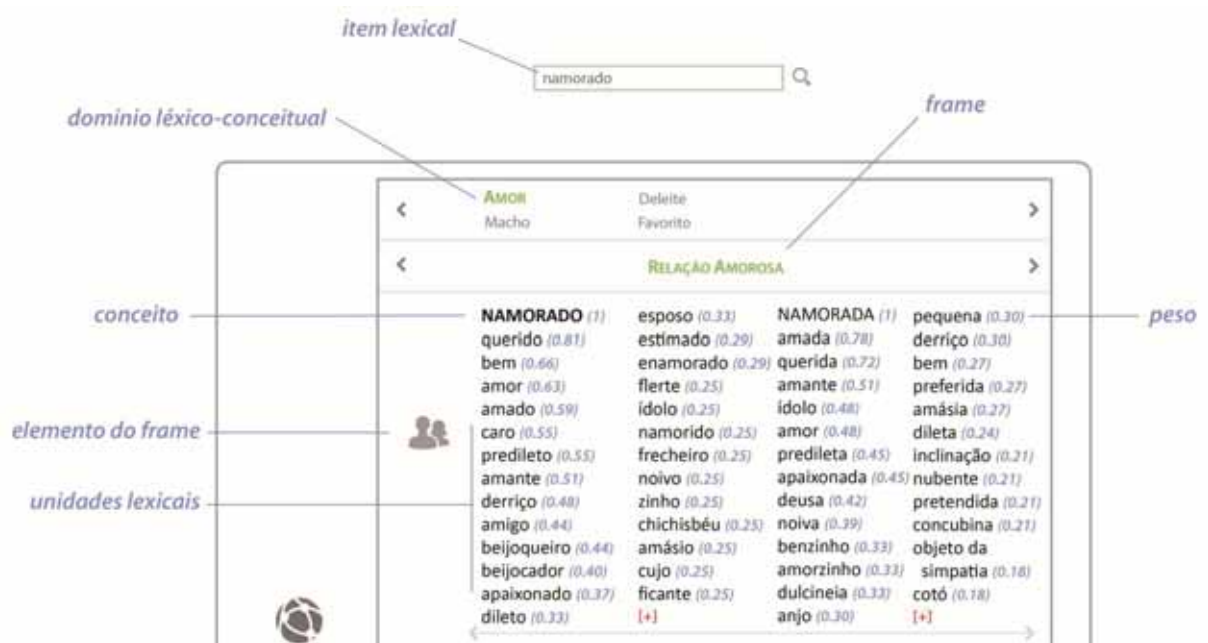 item lexical
namorado
domínio léxico-conceitual
frame
AMOR Deleite
Macho Favorito
RELAÇÃO AMOROSA
conceito
NAMORADO (1) esposo (0.33) NAMORADA (1) pequena (0.30)
peso
querido (0.81) estimado (0.29) amada (0.78) derriço (0.30)
bem (0.66) enamorado (0.29) querida (0.72) bem (0.27)
amor (0.63) flerte (0.25) amante (0.51) preferida (0.27)
amado (0.59) ídolo (0.25) ídolo (0.48) amásia (0.27)
elemento do frame
caro (0.55) namorido (0.25) amor (0.48) dileta (0.24)
predileto (0.55) frecheiro (0.25) predileta (0.45) inclinação (0.21)
amante (0.51) noivo (0.25) apaixonada (0.45) nubente (0.21)
unidades lexicais
derriço (0.48) zinho (0.25) deusa (0.42) pretendida (0.21)
amigo (0.44) chichisbéu (0.25) noiva (0.39) concubina (0.21)
beijoqueiro (0.44) amásio (0.25) benzinho (0.33) objeto da
beijocador (0.40) cujo (0.25) amorzinho (0.33) simpatia (0.18)
apaixonado (0.37) ficante (0.25) dulcineia (0.33) cotó (0.18)
dileto (0.33) [+] anjo (0.30) [+]